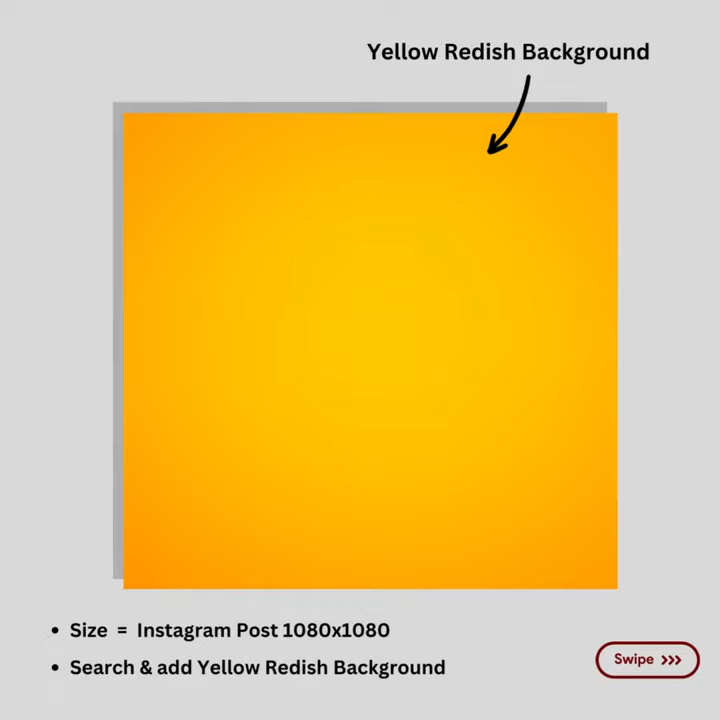 Yellow Redish Background
• Size = Instagram Post 1080x1080
• Search & add Yellow Redish Background
Swipe >>>